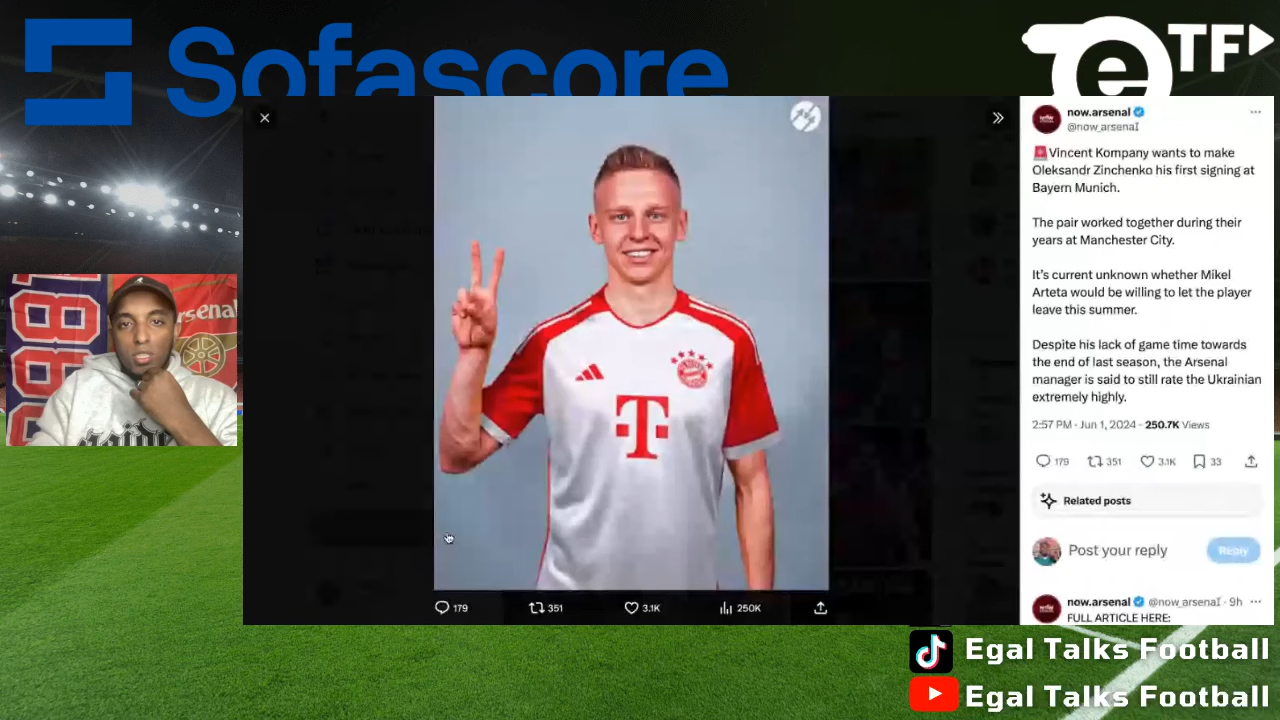 Sofascore
e TF
now.arsenal
@now_arsenal
Vincent Kompany wants to make
Oleksandr Zinchenko his first signing at
Bayern Munich.
The pair worked together during their
years at Manchester City.
It's current unknown whether Mikel
Arteta would be willing to let the player
leave this summer.
Despite his lack of game time towards
the end of last season, the Arsenal
manager is said to still rate the Ukrainian
extremely highly.
2:57 PM · Jun 1, 2024 · 250.7K Views
179 351 3.1K 33
Related posts
Post your reply Reply
now.arsenal @now_arsenal · 9h
FULL ARTICLE HERE:
T
179 351 3.1K 250K
Arsenal
Egal Talks Football
Egal Talks Football